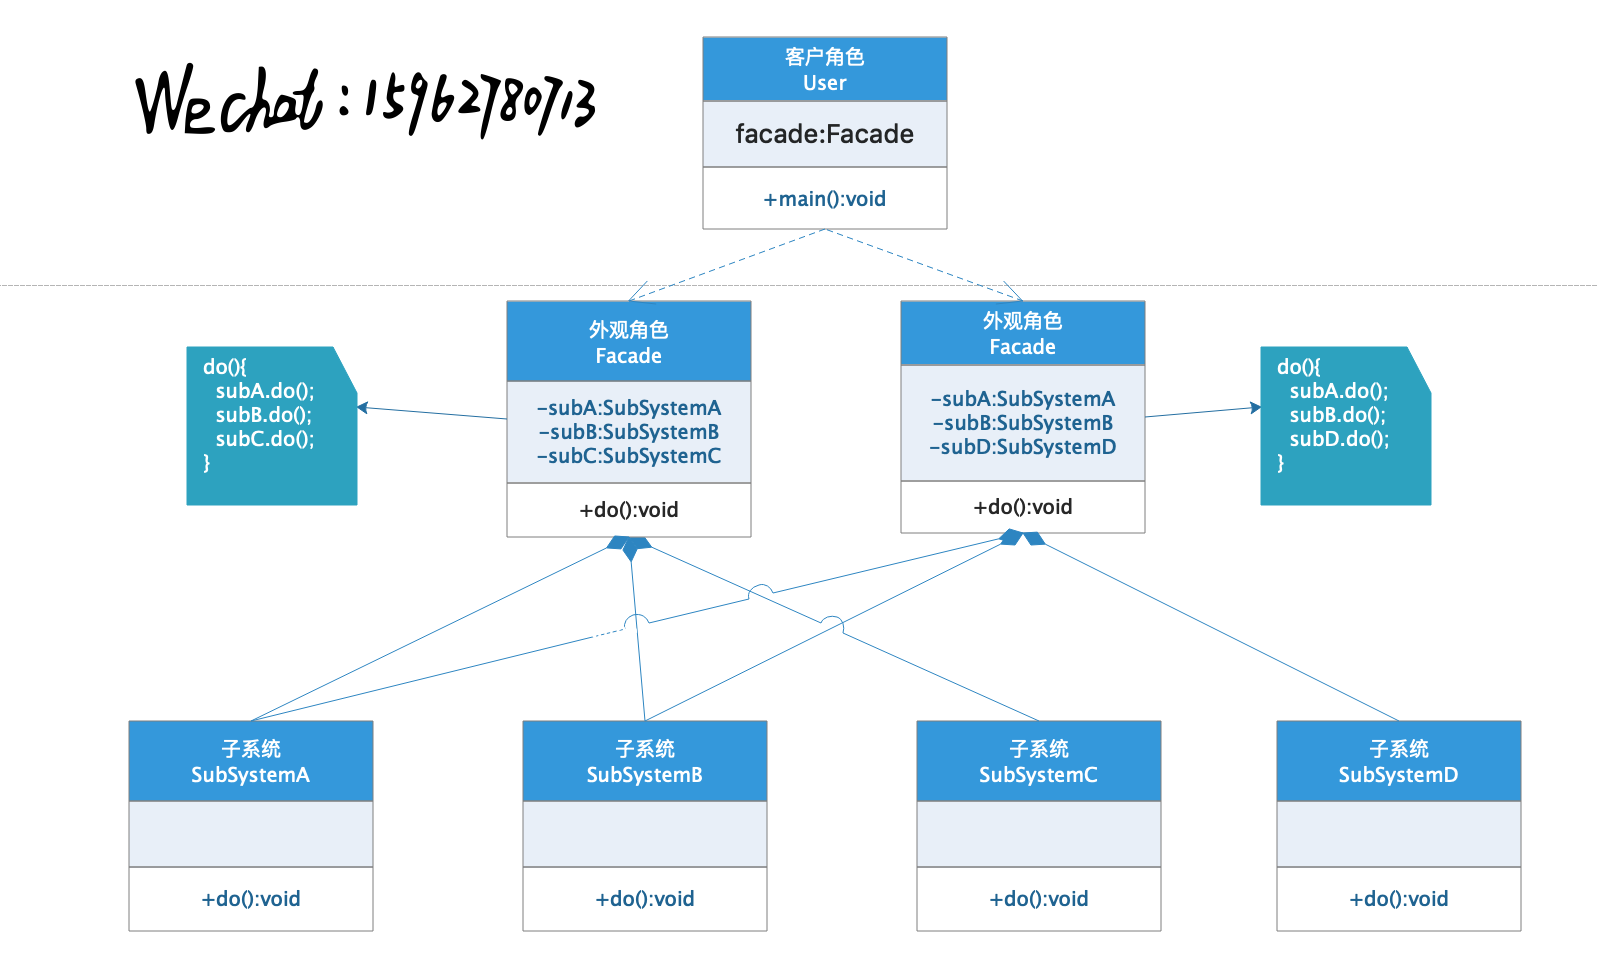 Wechat:15962780713
客户角色
User
facade:Facade
+main():void
外观角色
Facade
-subA:SubSystemA
-subB:SubSystemB
-subC:SubSystemC
+do():void
外观角色
Facade
-subA:SubSystemA
-subB:SubSystemB
-subD:SubSystemD
+do():void
do(){
subA.do();
subB.do();
subC.do();
}
do(){
subA.do();
subB.do();
subD.do();
}
子系统
SubSystemA
+do():void
子系统
SubSystemB
+do():void
子系统
SubSystemC
+do():void
子系统
SubSystemD
+do():void